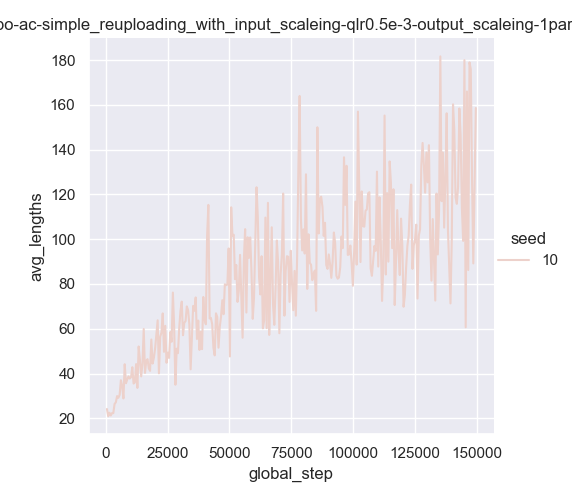 oo-ac-simple_reuploading_with_input_scaleing-qlr0.5e-3-output_scaleing-1par
180
160
140
120
100
80
60
40
20
avg_lengths
seed
10
0 25000 50000 75000 100000 125000 150000
global_step